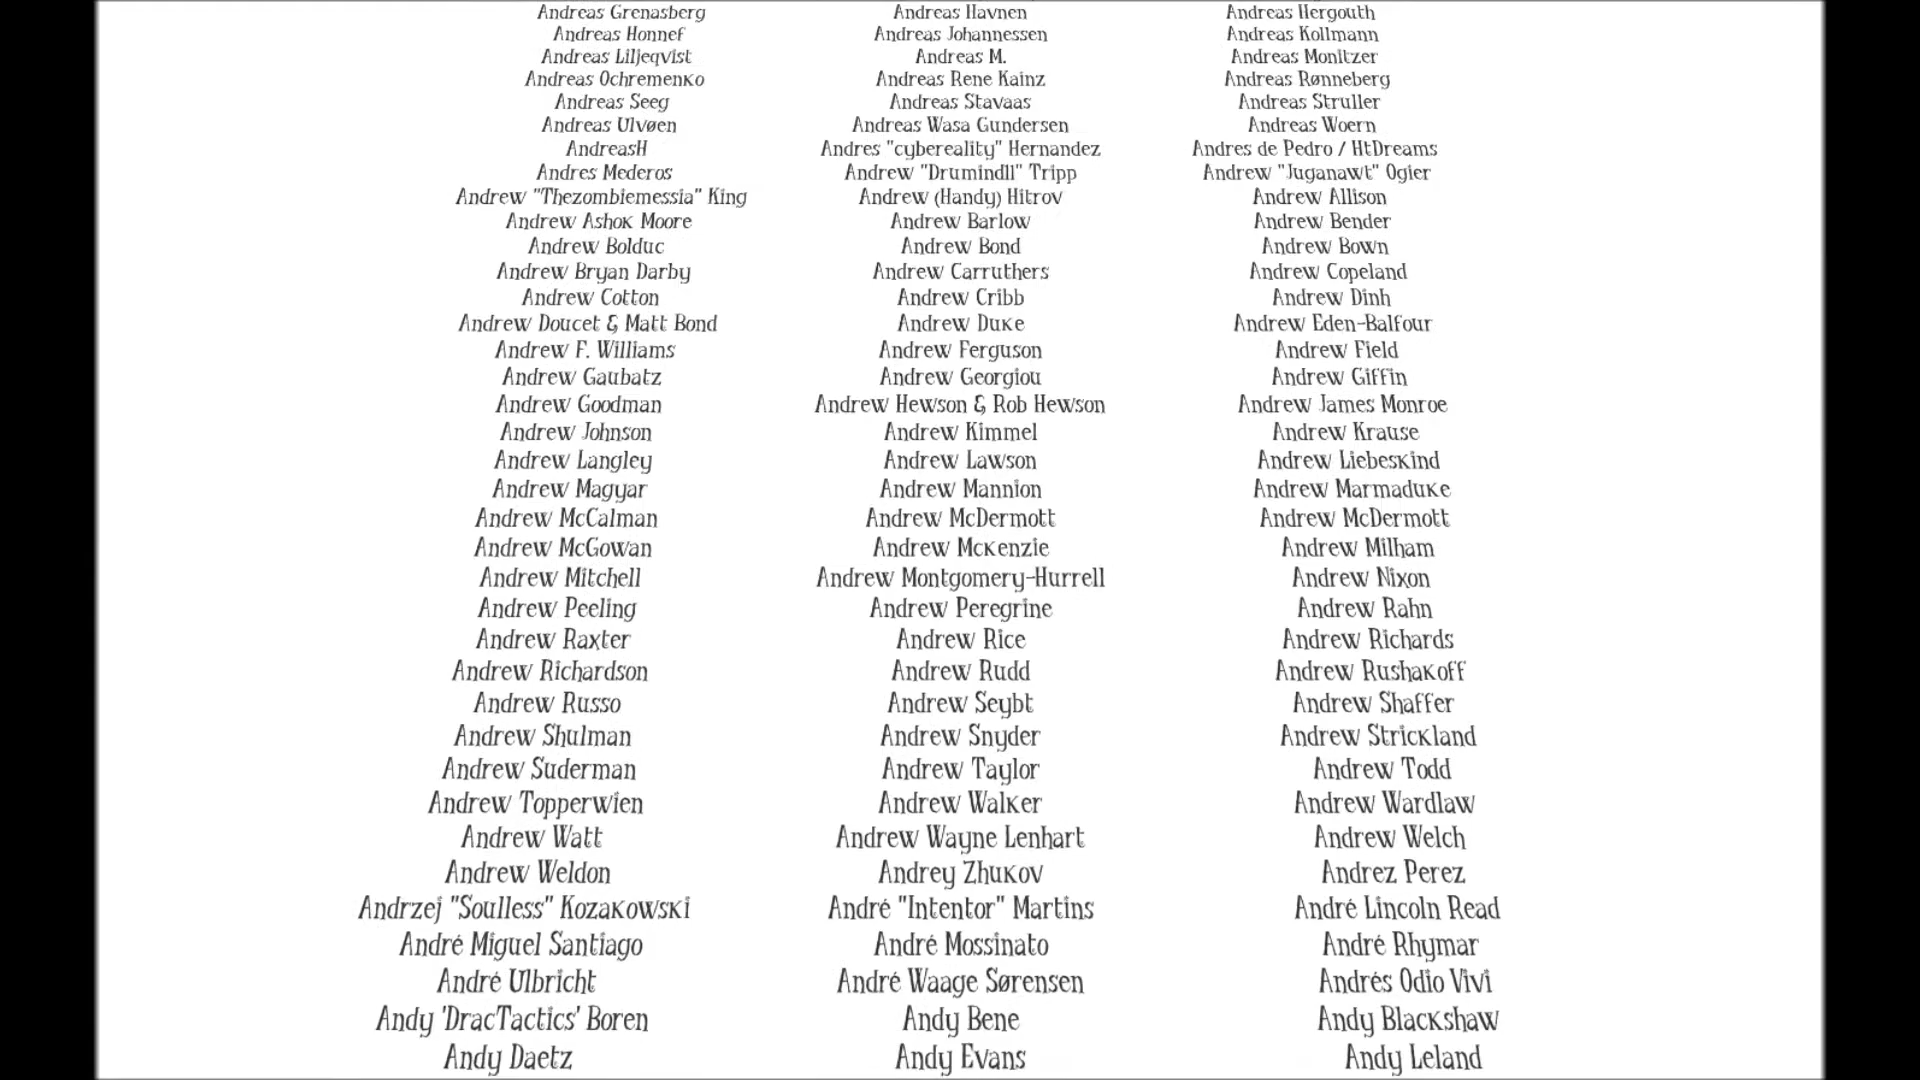 Andreas Grenasberg Andreas Havnen Andreas Hergouth
Andreas Honnef Andreas Johannessen Andreas Kollmann
Andreas Liljeqvist Andreas M. Andreas Monitzer
Andreas Ochremenko Andreas Rene Kainz Andreas Rønneberg
Andreas Seeg Andreas Stavaas Andreas Struller
Andreas Ulvøen Andreas Wasa Gundersen Andreas Woern
AndreasH Andres "cybereality" Hernandez Andres de Pedro / HtDreams
Andres Mederos Andrew "Drumindll" Tripp Andrew "Juganawt" Ogier
Andrew "Thezombiemessia" King Andrew (Handy) Hitrov Andrew Allison
Andrew Ashok Moore Andrew Barlow Andrew Bender
Andrew Bolduc Andrew Bond Andrew Bown
Andrew Bryan Darby Andrew Carruthers Andrew Copeland
Andrew Cotton Andrew Cribb Andrew Dinh
Andrew Doucet & Matt Bond Andrew Duke Andrew Eden-Balfour
Andrew F. Williams Andrew Ferguson Andrew Field
Andrew Gaubatz Andrew Georgiou Andrew Giffin
Andrew Goodman Andrew Hewson & Rob Hewson Andrew James Monroe
Andrew Johnson Andrew Kimmel Andrew Krause
Andrew Langley Andrew Lawson Andrew Liebeskind
Andrew Magyar Andrew Mannion Andrew Marmaduke
Andrew McCalman Andrew McDermott Andrew McDermott
Andrew McGowan Andrew Mckenzie Andrew Milham
Andrew Mitchell Andrew Montgomery-Hurrell Andrew Nixon
Andrew Peeling Andrew Peregrine Andrew Rahn
Andrew Raxter Andrew Rice Andrew Richards
Andrew Richardson Andrew Rudd Andrew Rushakoff
Andrew Russo Andrew Seybt Andrew Shaffer
Andrew Shulman Andrew Snyder Andrew Strickland
Andrew Suderman Andrew Taylor Andrew Todd
Andrew Topperwien Andrew Walker Andrew Wardlaw
Andrew Watt Andrew Wayne Lenhart Andrew Welch
Andrew Weldon Andrey Zhukov Andrez Perez
Andrzej "Soulless" Kozakowski André "Intentor" Martins André Lincoln Read
André Miguel Santiago André Mossinato André Rhymar
André Ulbricht André Waage Sørensen Andrés Odio Vivi
Andy 'DracTactics' Boren Andy Bene Andy Blackshaw
Andy Daetz Andy Evans Andy Leland